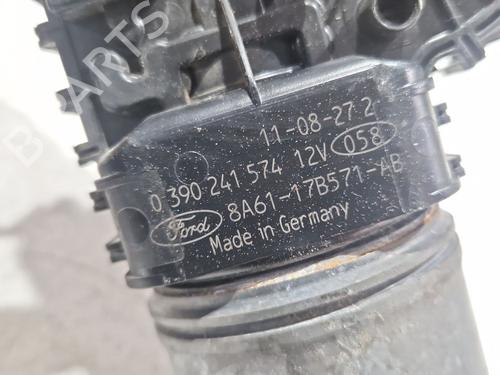 B-PARTS
11-08-27 2
0 390 241 574 12V 058
Ford 8A61-17B571-AB
Made in Germany